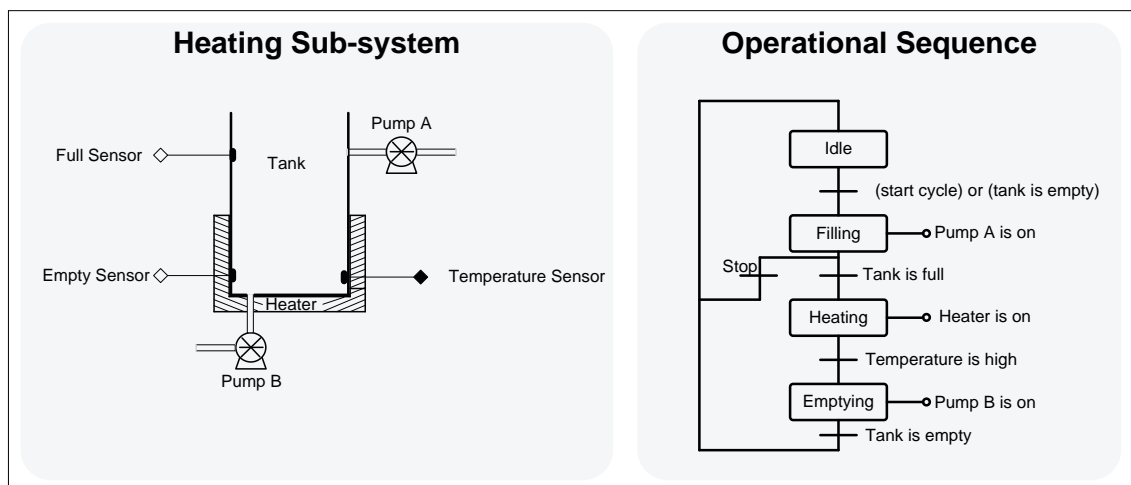 Heating Sub-system
Pump A
Full Sensor
Tank
Empty Sensor
Temperature Sensor
Heater
Pump B
Operational Sequence
Idle
(start cycle) or (tank is empty)
Filling
Pump A is on
Stop
Tank is full
Heating
Heater is on
Temperature is high
Emptying
Pump B is on
Tank is empty